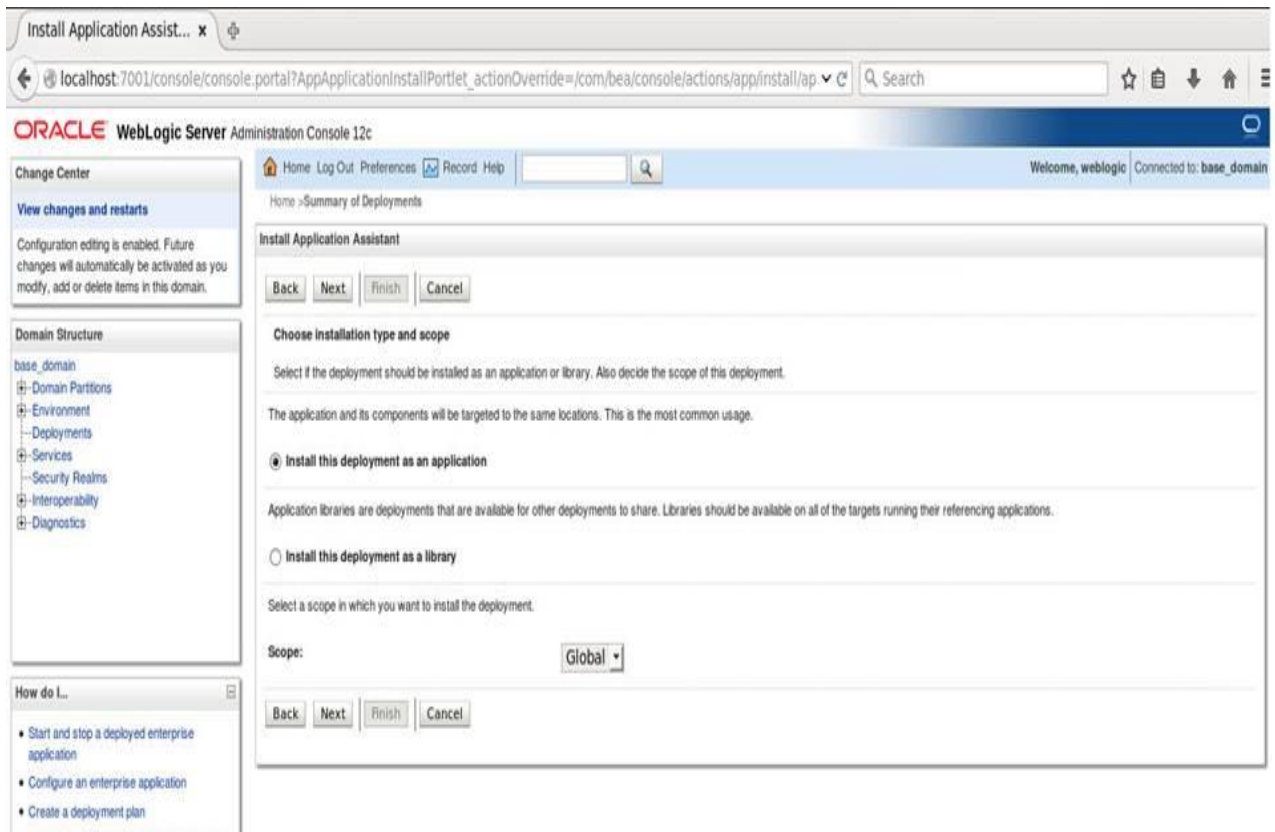 Install Application Assist... x
localhost:7001/console/console.portal?AppApplicationInstallPortlet_actionOverride=/com/bea/console/actions/app/install/ap
Search
ORACLE WebLogic Server Administration Console 12c
Change Center
View changes and restarts
Configuration editing is enabled. Future
changes will automatically be activated as you
modify, add or delete items in this domain.
Domain Structure
base_domain
Domain Partitions
Environment
Deployments
Services
Security Realms
Interoperability
Diagnostics
How do I...
Start and stop a deployed enterprise
application
Configure an enterprise application
Create a deployment plan
Home Log Out Preferences Record Help
Welcome, weblogic Connected to: base_domain
Home >Summary of Deployments
Install Application Assistant
Back Next Finish Cancel
Choose installation type and scope
Select if the deployment should be installed as an application or library. Also decide the scope of this deployment.
The application and its components will be targeted to the same locations. This is the most common usage.
Install this deployment as an application
Application libraries are deployments that are available for other deployments to share. Libraries should be available on all of the targets running their referencing applications.
Install this deployment as a library
Select a scope in which you want to install the deployment.
Scope: Global
Back Next Finish Cancel